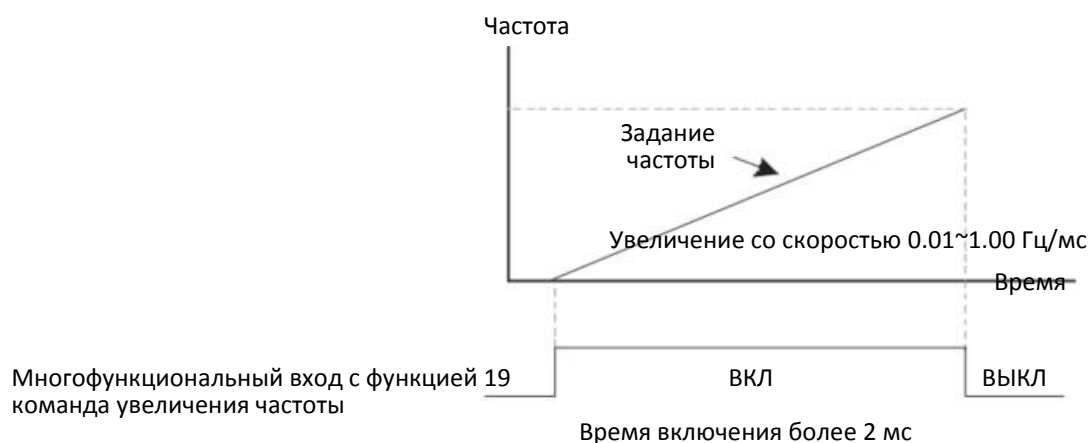 Частота
Задание
частоты
Увеличение со скоростью 0.01~1.00 Гц/мс
Время
Многофункциональный вход с функцией 19
команда увеличения частоты
ВКЛ
ВЫКЛ
Время включения более 2 мс